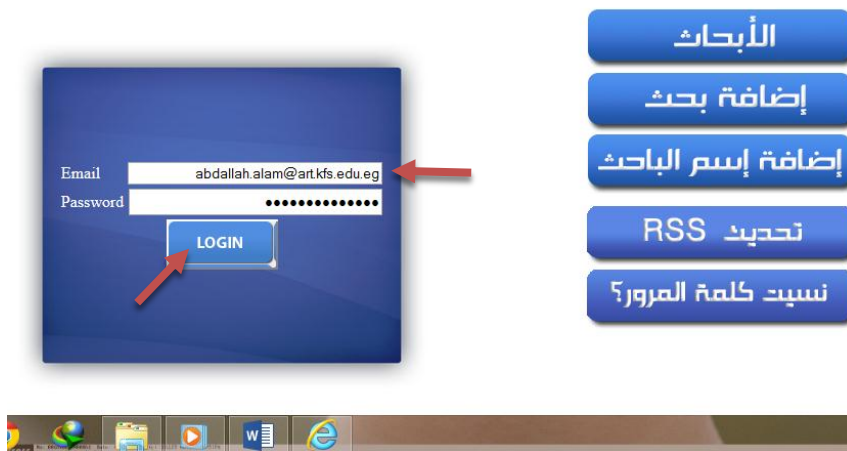 الأبحاث
إضافة بحث
إضافة إسم الباحث
تحديث RSS
نسيت كلمة المرور؟
Email abdallah.alam@art.kfs.edu.eg
Password ••••••••••••••
LOGIN